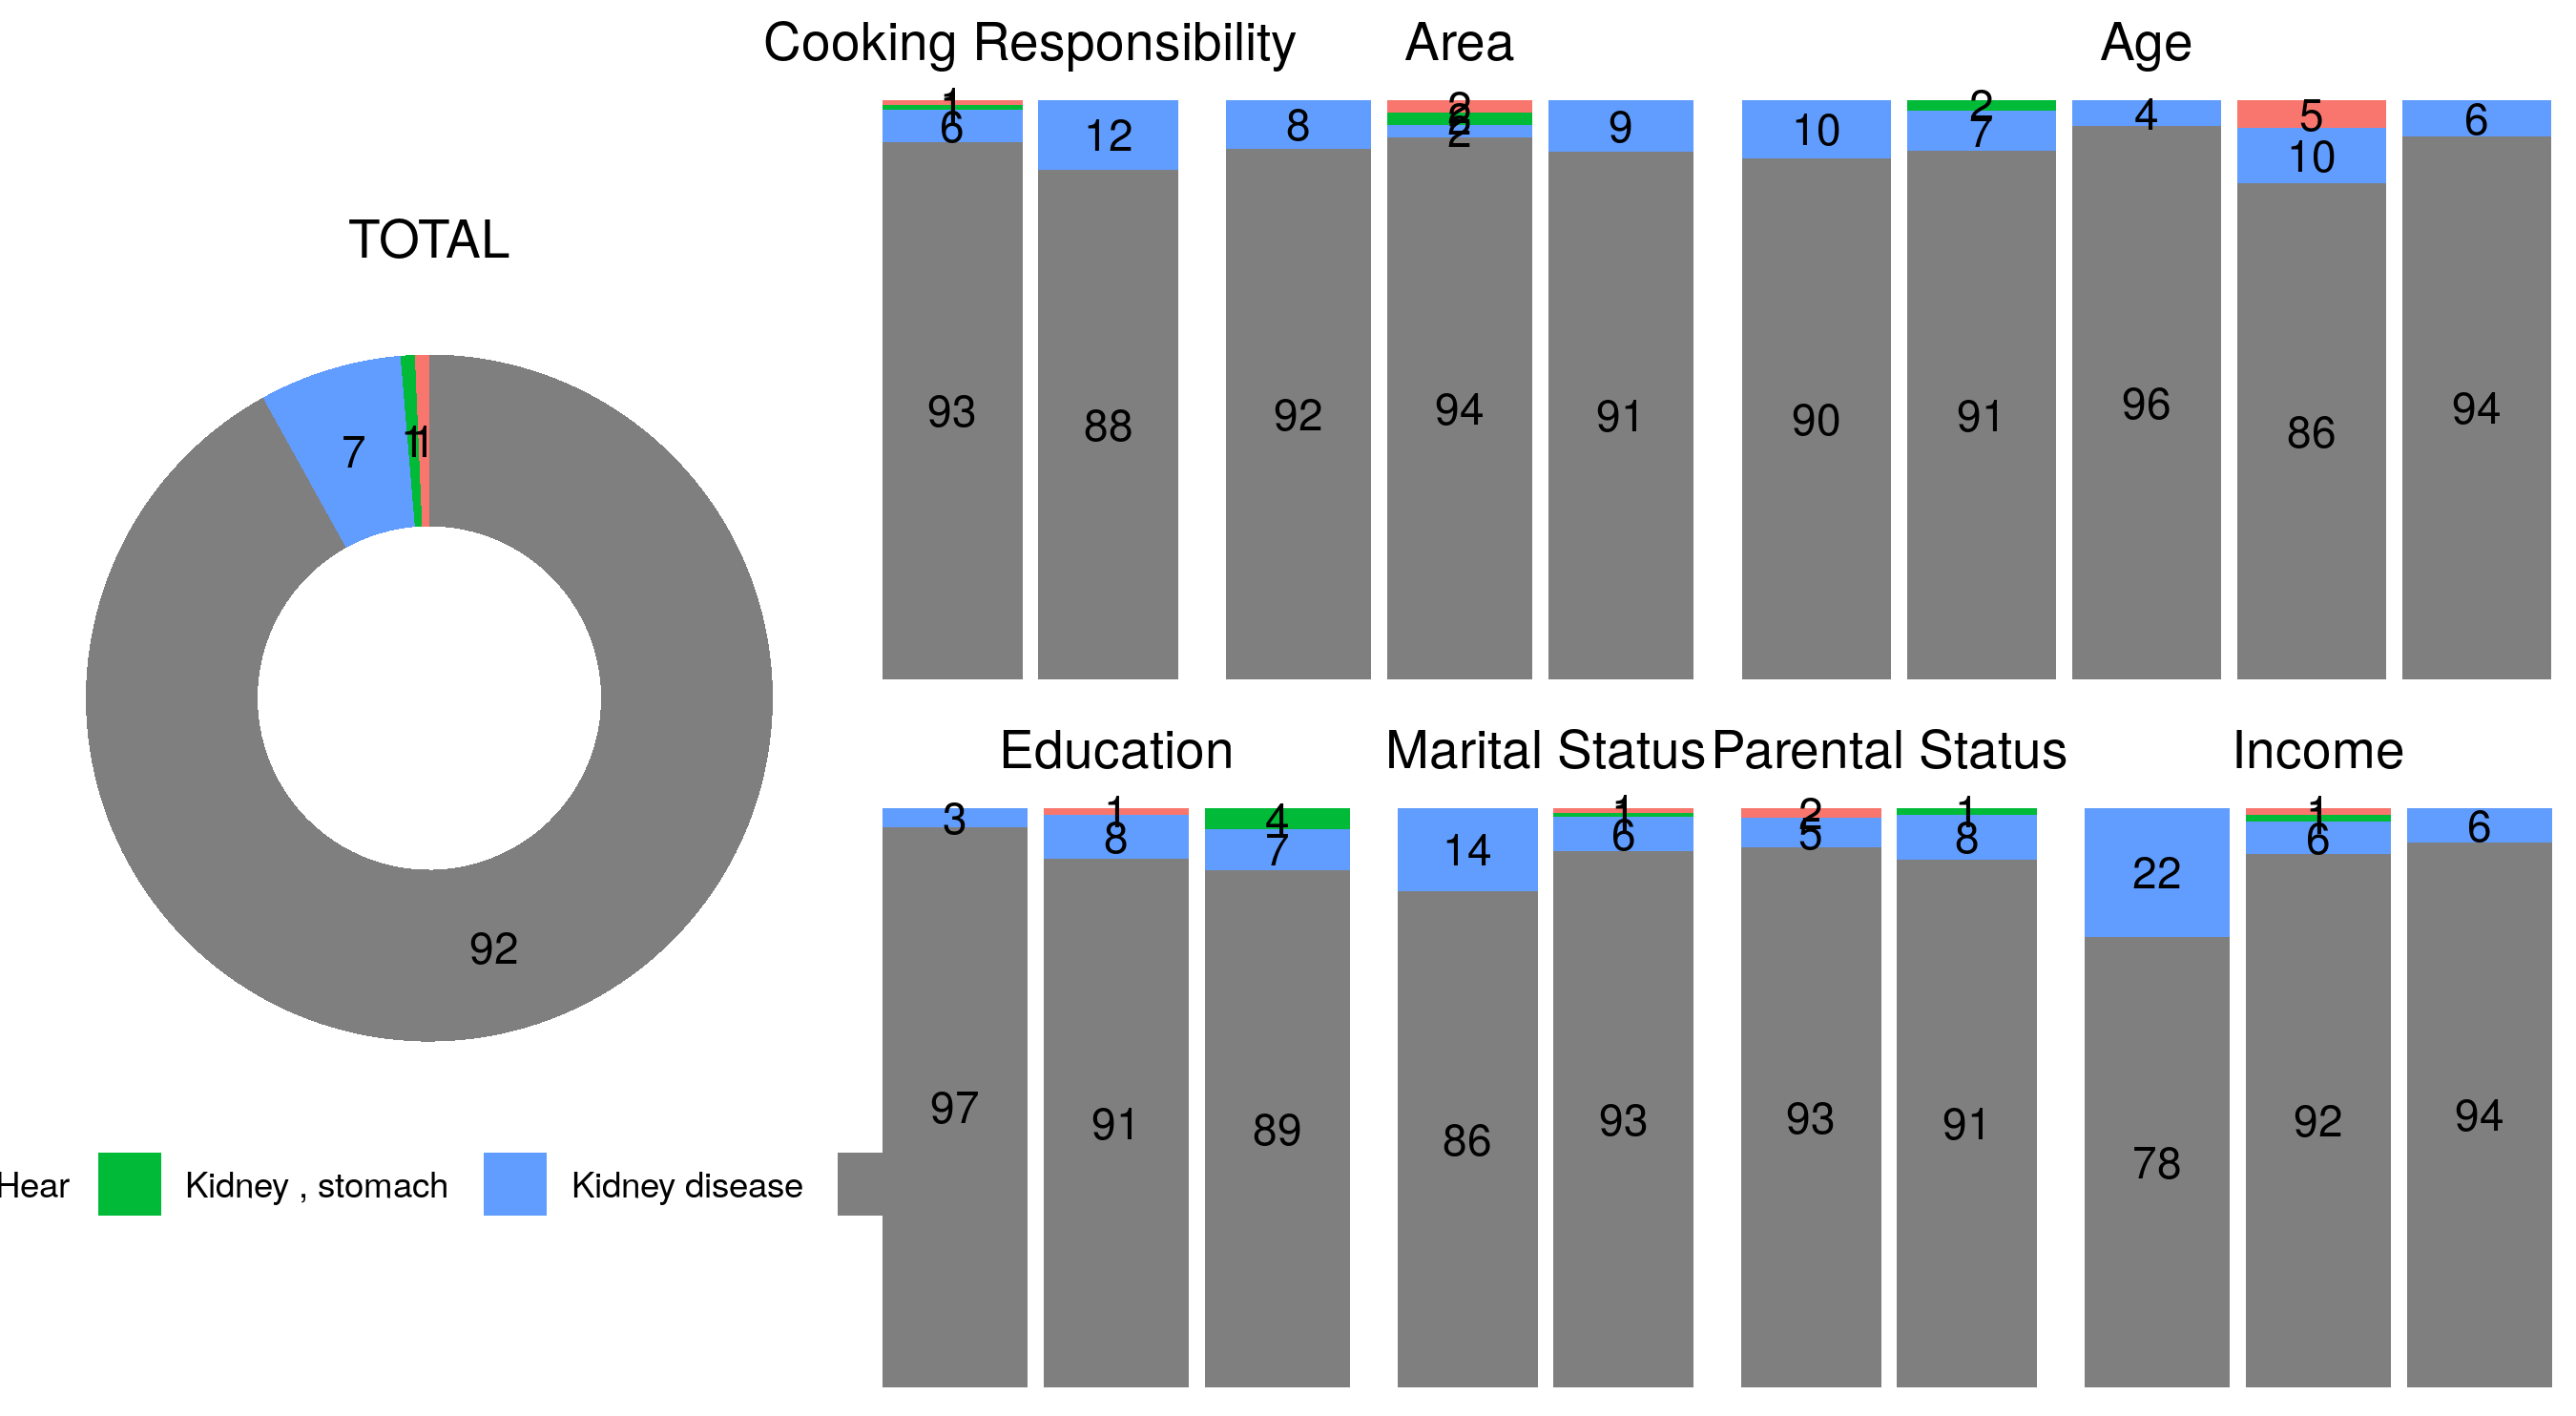 Cooking Responsibility Area Age
1 2 2 5
6 12 8 2 9 10 7 4 10 6
2
93 88 92 94 91 90 91 96 86 94
TOTAL
7 1 1
92
Education Marital Status Parental Status Income
3 1 4 14 1 2 1 22 1 6
8 7 6 5 8 6
97 91 89 86 93 93 91 78 92 94
Hear Kidney , stomach Kidney disease